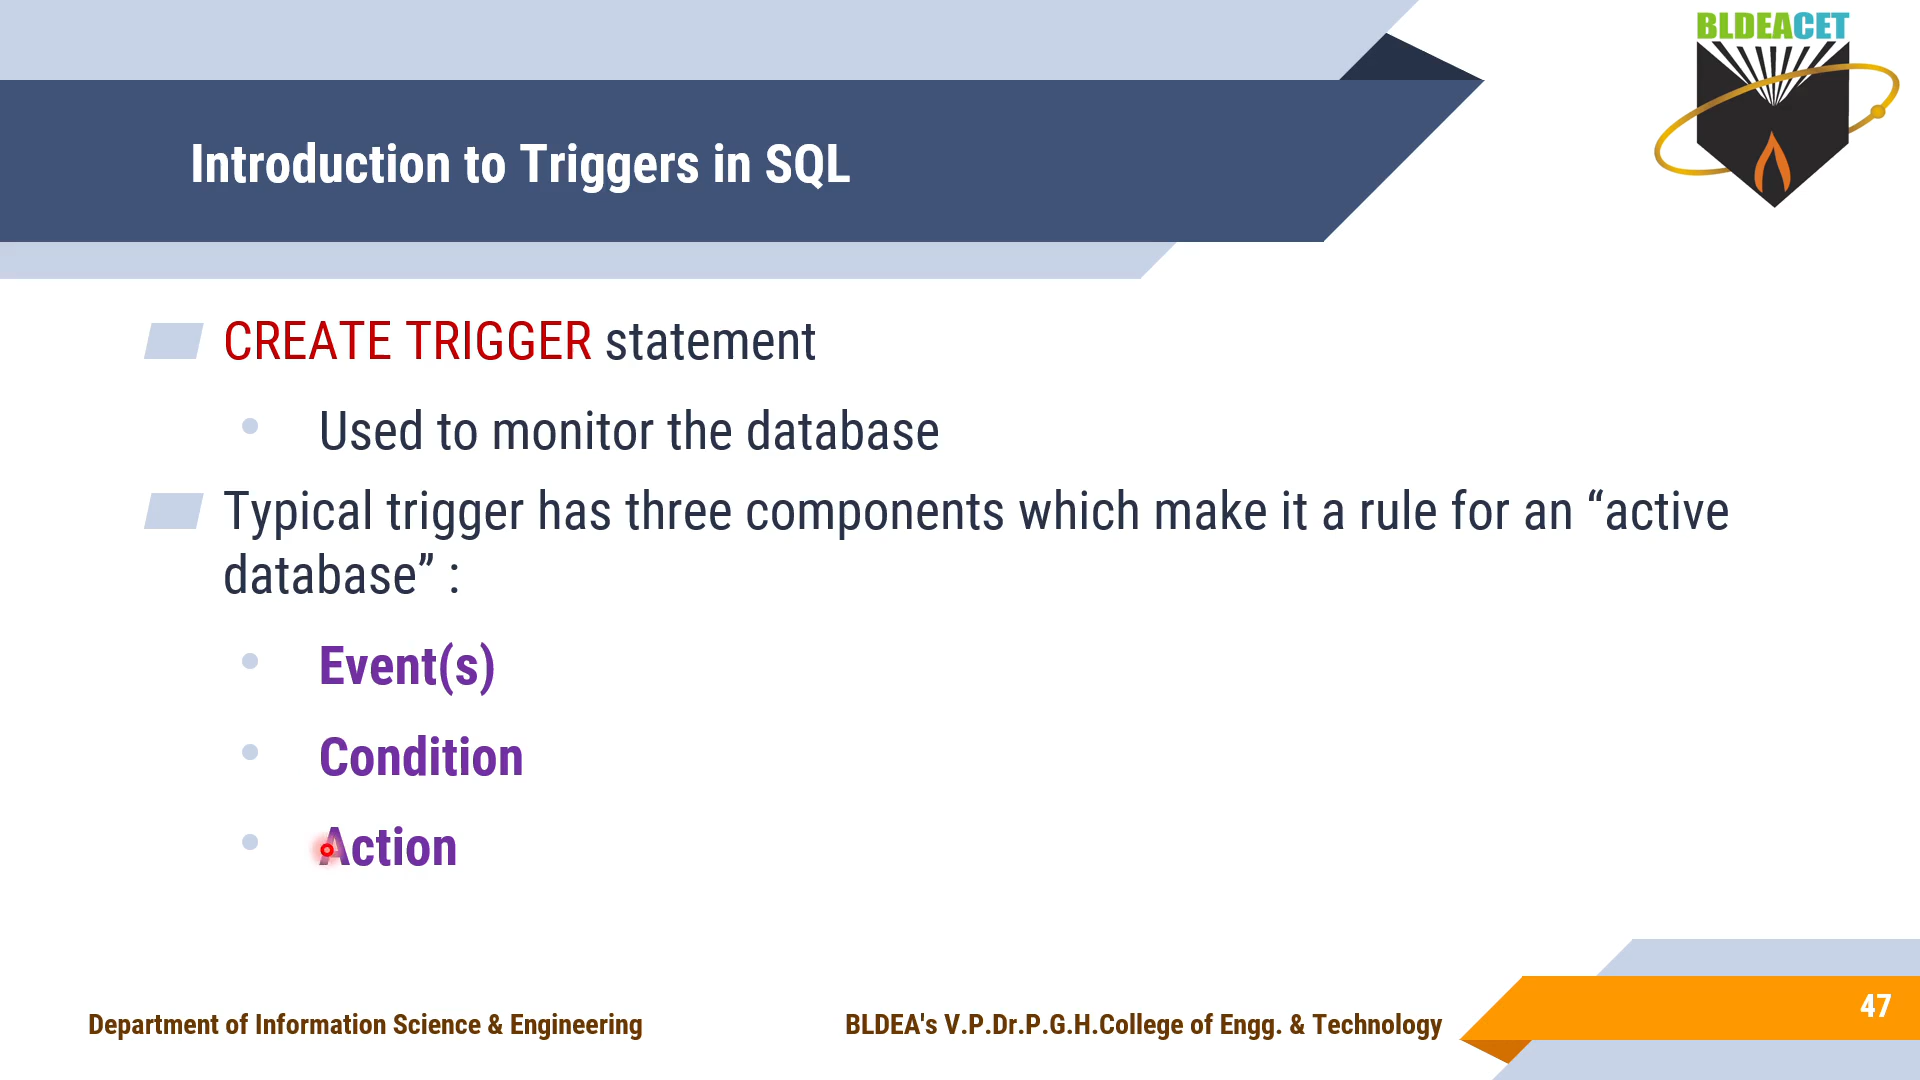 BLDEACET
Introduction to Triggers in SQL
CREATE TRIGGER statement
Used to monitor the database
Typical trigger has three components which make it a rule for an “active
database” :
Event(s)
Condition
Action
Department of Information Science & Engineering
BLDEA's V.P.Dr.P.G.H.College of Engg. & Technology
47